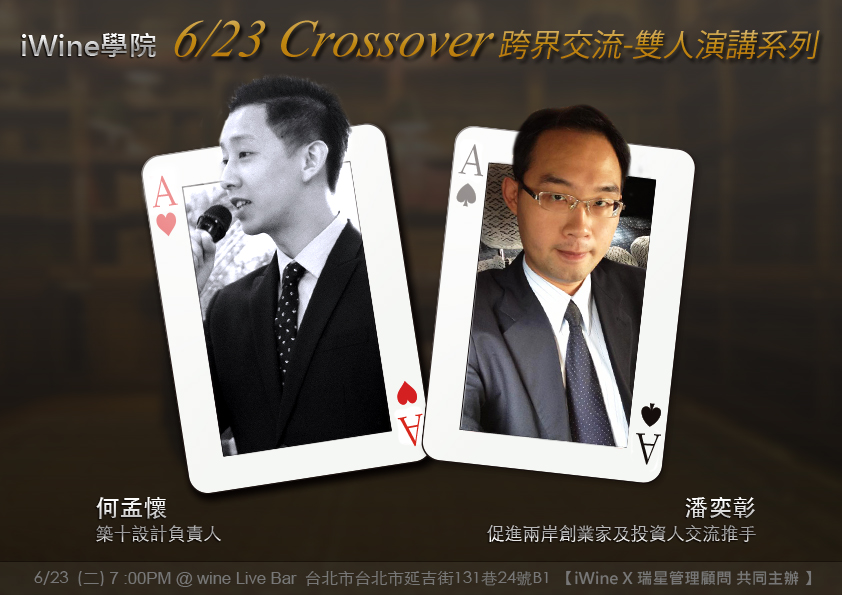 iWine學院 6/23 Crossover 跨界交流-雙人演講系列
A
A
A
A
何孟懷
築十設計負責人
潘奕彰
促進兩岸創業家及投資人交流推手
6/23 (二) 7 :00PM @ wine Live Bar 台北市台北市延吉街131巷24號B1 【 iWine X 瑞星管理顧問 共同主辦 】